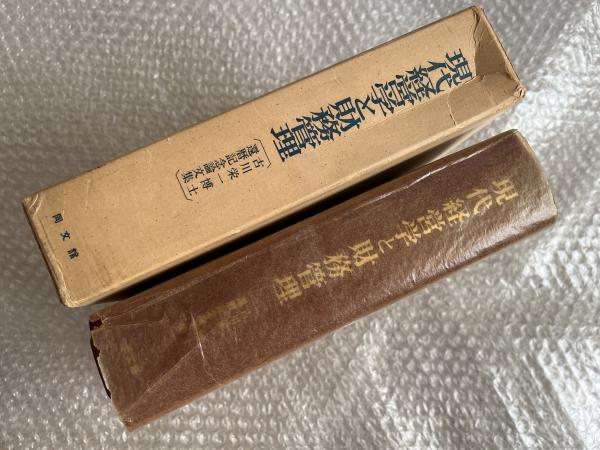 現代経営学と財務管理
古川栄一博士
還暦記念論文集
同文館
現代経営学と財務管理